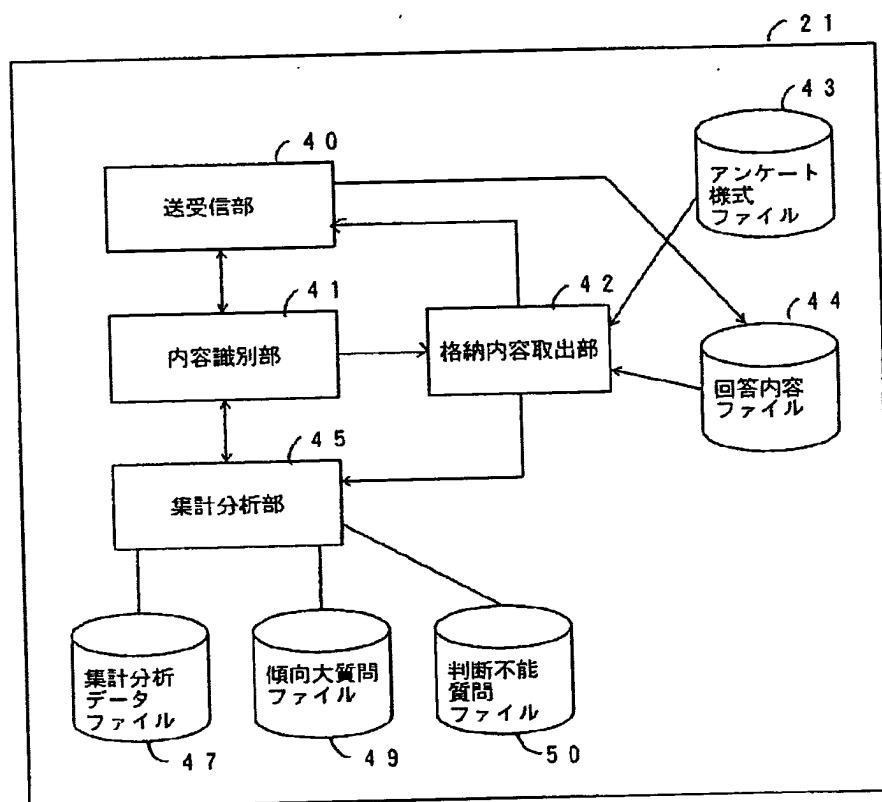 21
43
アンケート
様式
ファイル
40
送受信部
41
内容識別部
42
格納内容取出部
44
回答内容
ファイル
45
集計分析部
集計分析
データ
ファイル
47
傾向大質問
ファイル
49
判断不能
質問
ファイル
50